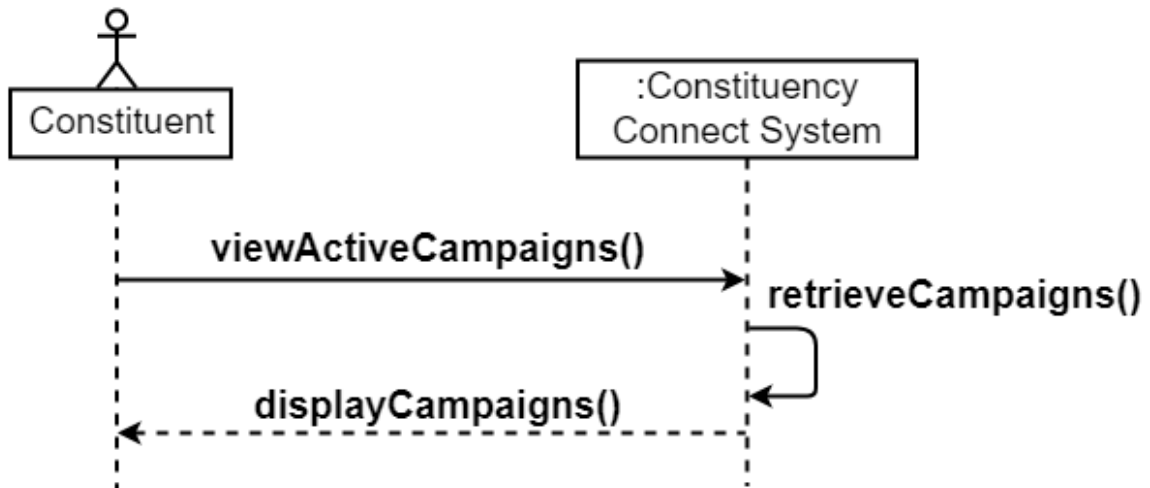 Constituent
:Constituency
Connect System
viewActiveCampaigns()
retrieveCampaigns()
displayCampaigns()